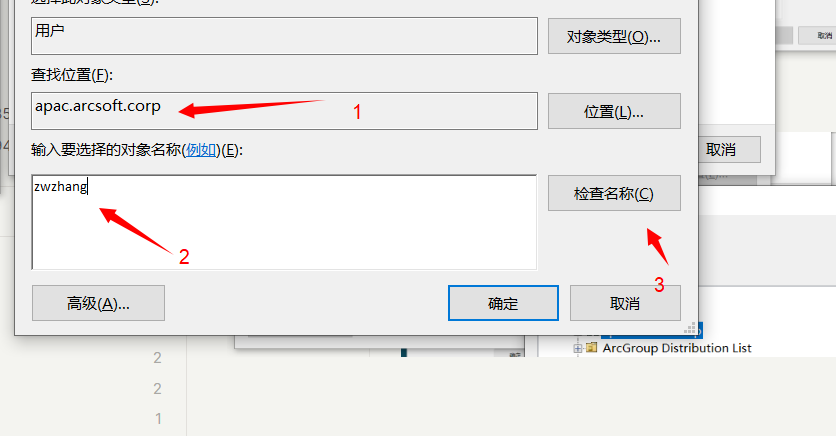 选择此对象类型(S):
用户
对象类型(O)...
取消
查找位置(F):
apac.arcsoft.corp
1
位置(L)...
输入要选择的对象名称(例如)(E):
取消
zwzhang
检查名称(C)
2
3
高级(A)...
确定
取消
ArcGroup Distribution List
2
2
1